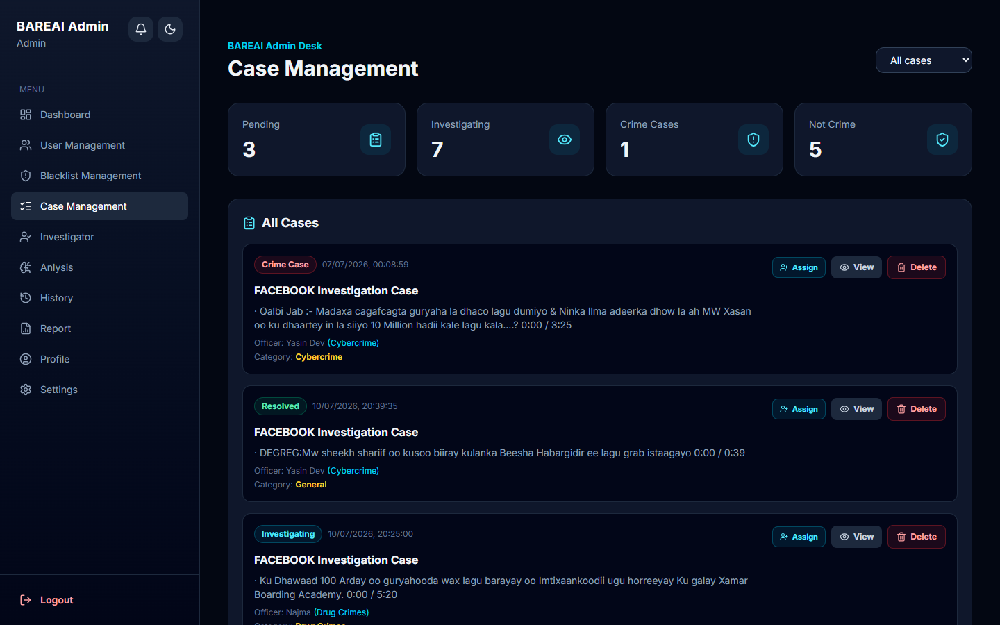 BAREAI Admin
Admin
MENU
Dashboard
User Management
Blacklist Management
Case Management
Investigator
Anlysis
History
Report
Profile
Settings
Logout
BAREAI Admin Desk
Case Management
All cases
Pending
3
Investigating
7
Crime Cases
1
Not Crime
5
All Cases
Crime Case 07/07/2026, 00:08:59
Assign View Delete
FACEBOOK Investigation Case
· Qalbi Jab :- Madaxa cagafcagta guryaha la dhaco lagu dumiyo & Ninka Ilma adeerka dhow la ah MW Xasan
oo ku dhaartey in la siiyo 10 Million hadii kale lagu kala....? 0:00 / 3:25
Officer: Yasin Dev (Cybercrime)
Category: Cybercrime
Resolved 10/07/2026, 20:39:35
Assign View Delete
FACEBOOK Investigation Case
· DEGREG:Mw sheekh shariif oo kusoo biiray kulanka Beesha Habargidir ee lagu grab istaagayo 0:00 / 0:39
Officer: Yasin Dev (Cybercrime)
Category: General
Investigating 10/07/2026, 20:25:00
Assign View Delete
FACEBOOK Investigation Case
· Ku Dhawaad 100 Arday oo guryahooda wax lagu barayay oo Imtixaankoodii ugu horreeyay Ku galay Xamar
Boarding Academy. 0:00 / 5:20
Officer: Najma (Drug Crimes)
Category: Drug Crimes